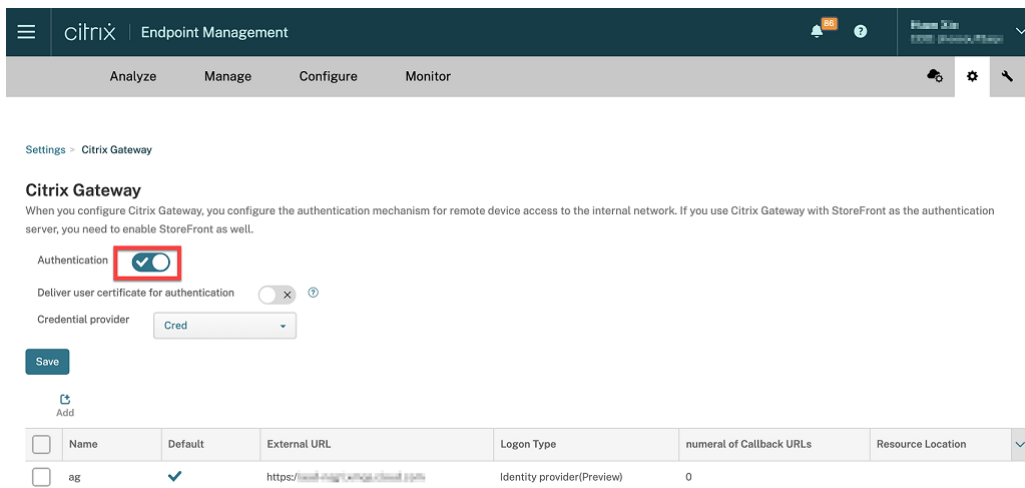 citrix Endpoint Management 86 ?
Analyze Manage Configure Monitor
Settings > Citrix Gateway
Citrix Gateway
When you configure Citrix Gateway, you configure the authentication mechanism for remote device access to the internal network. If you use Citrix Gateway with StoreFront as the authentication
server, you need to enable StoreFront as well.
Authentication
Deliver user certificate for authentication ?
Credential provider Cred
Save
Add
Name Default External URL Logon Type numeral of Callback URLs Resource Location
ag https:/ Identity provider(Preview) 0